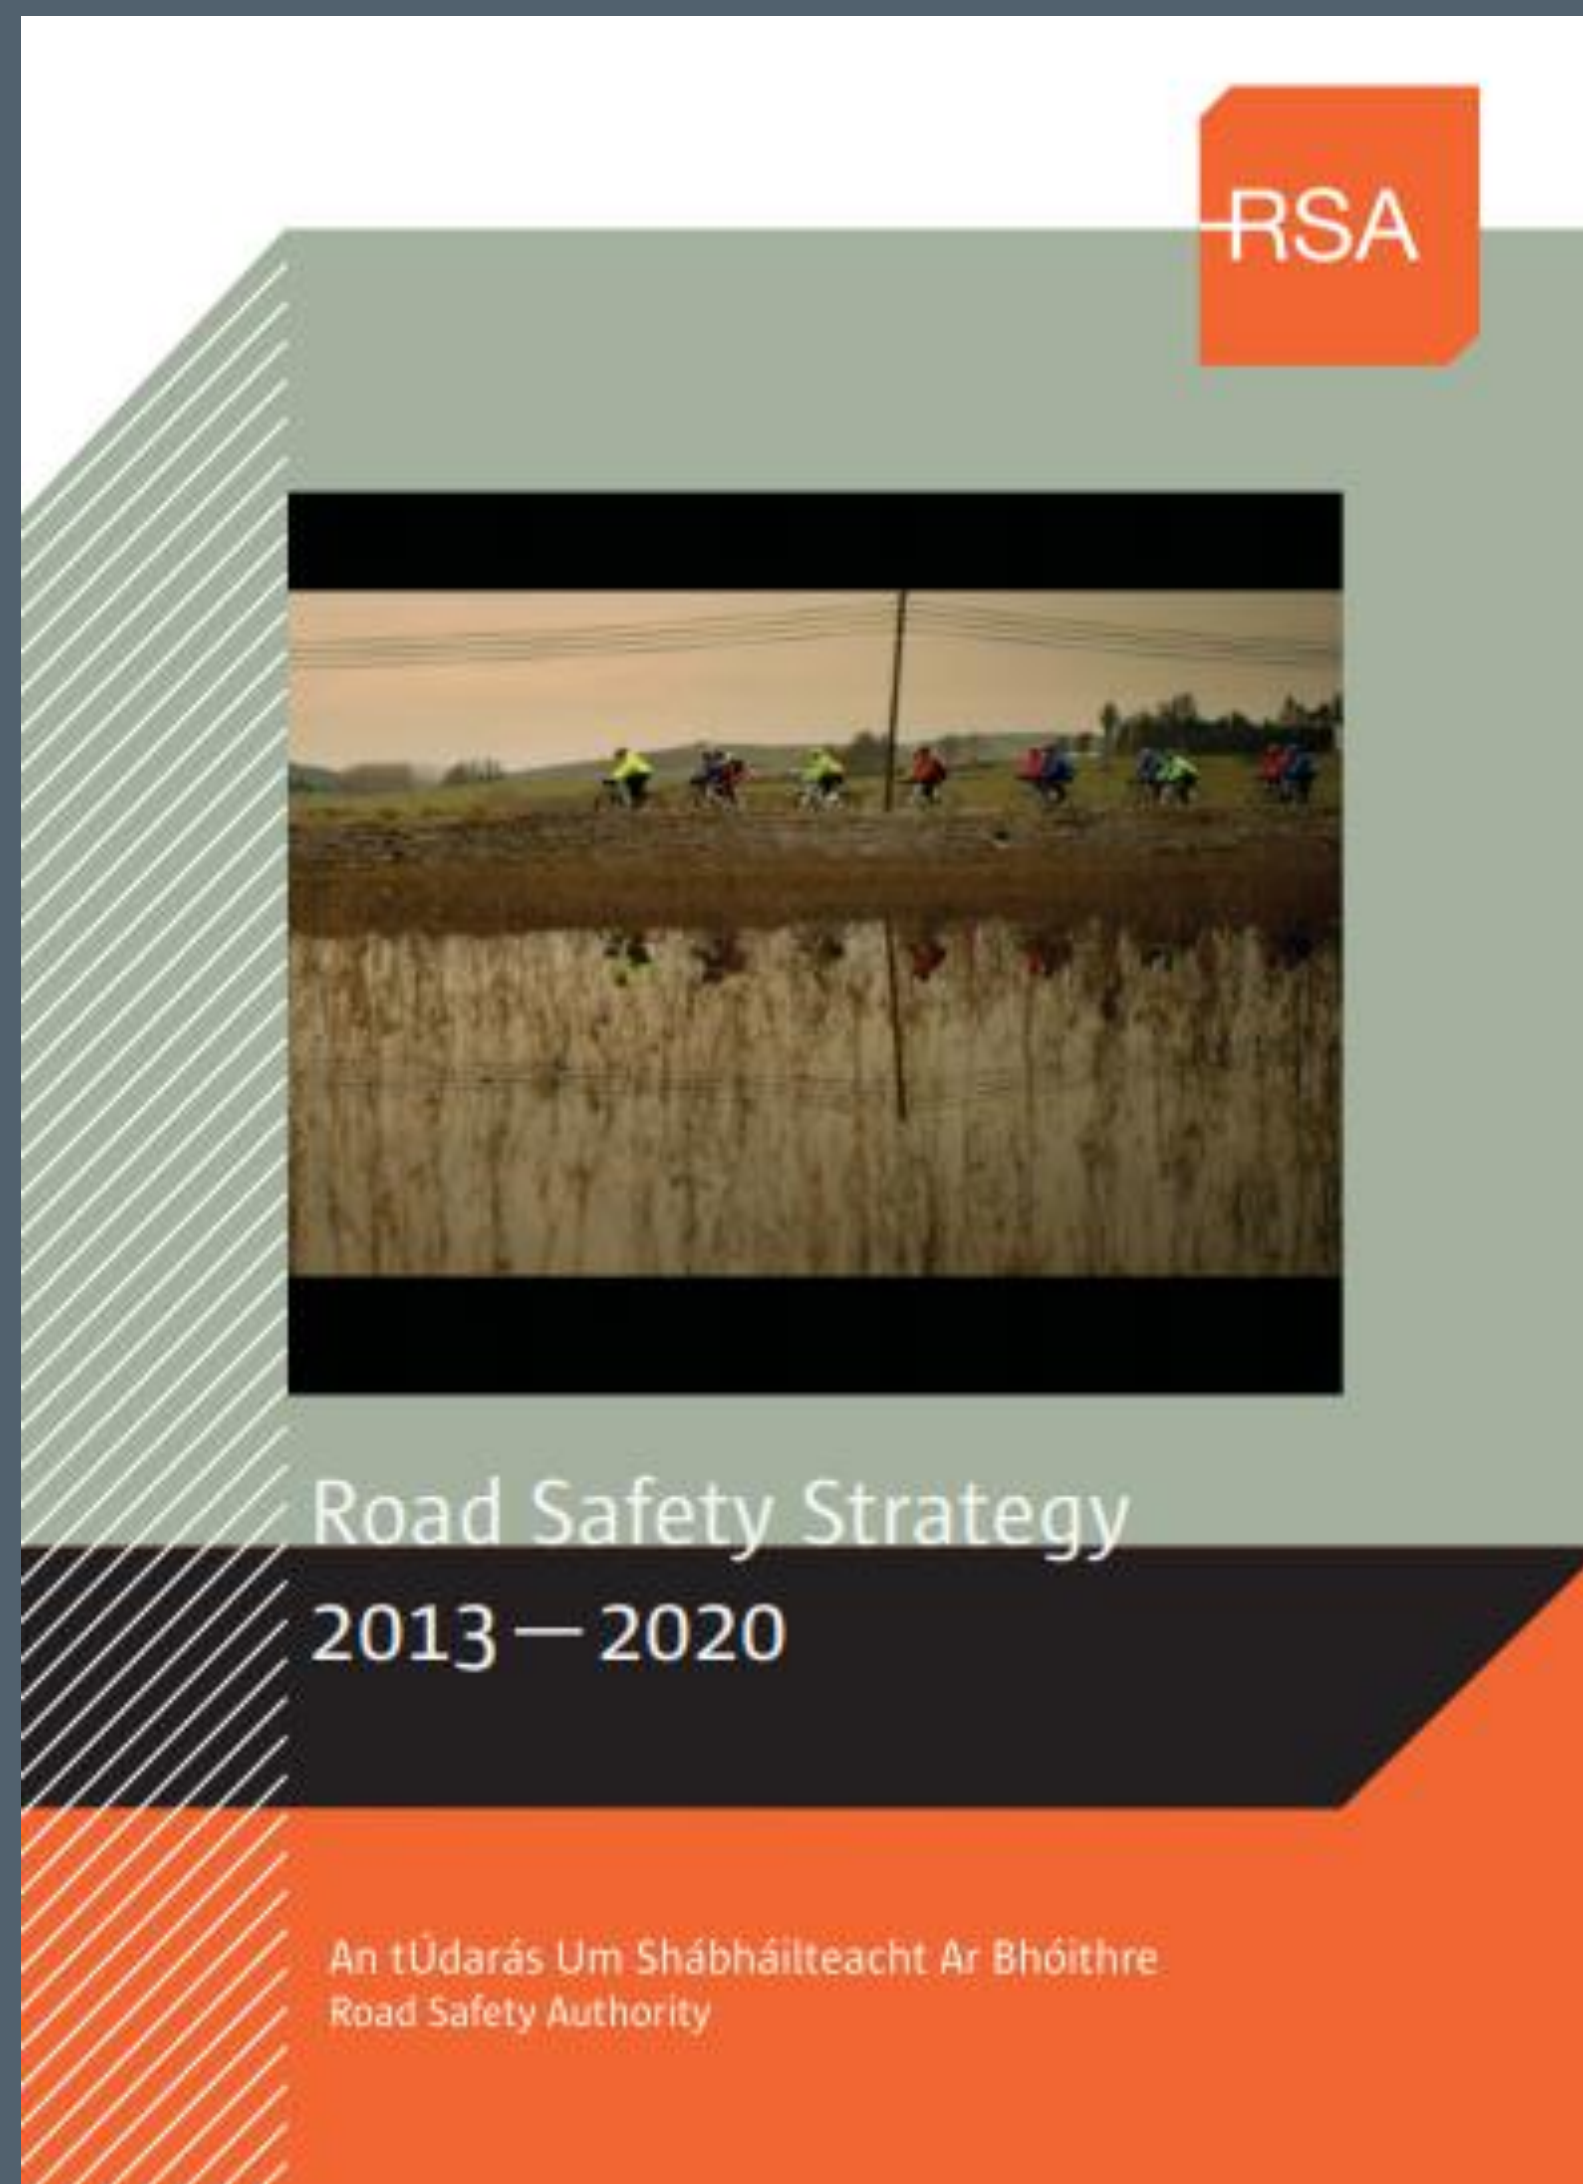 RSA
Road Safety Strategy
2013 — 2020
An tÚdarás Um Shábháilteacht Ar Bhóithre
Road Safety Authority